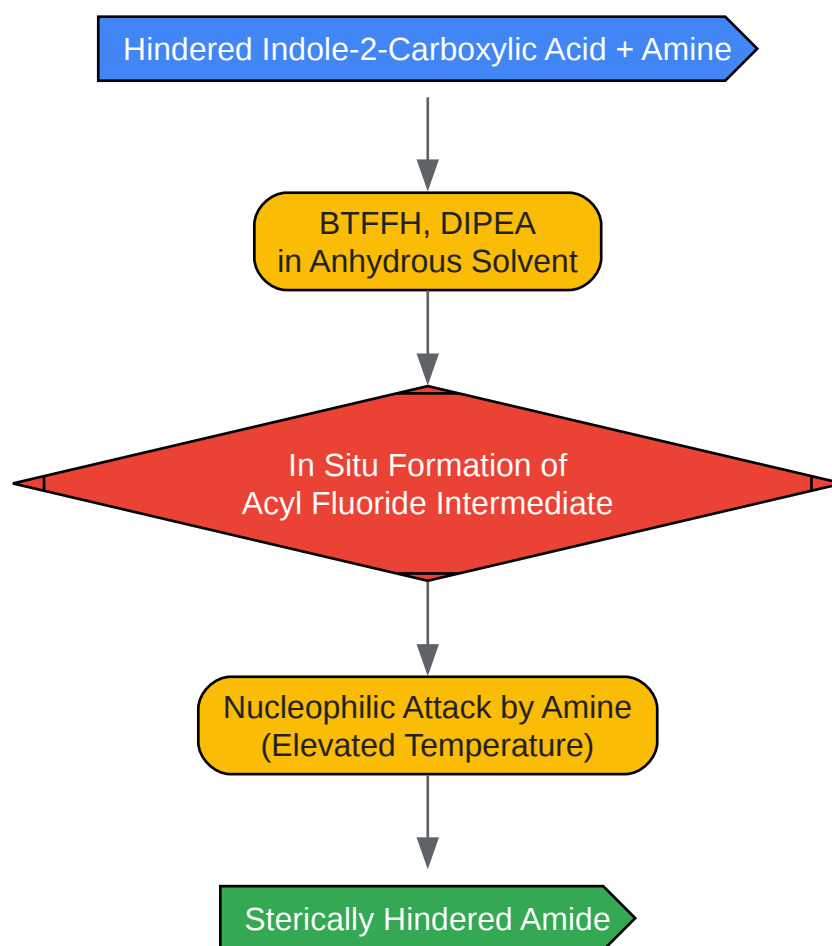 Hindered Indole-2-Carboxylic Acid + Amine
BTFFH, DIPEA
in Anhydrous Solvent
In Situ Formation of
Acyl Fluoride Intermediate
Nucleophilic Attack by Amine
(Elevated Temperature)
Sterically Hindered Amide